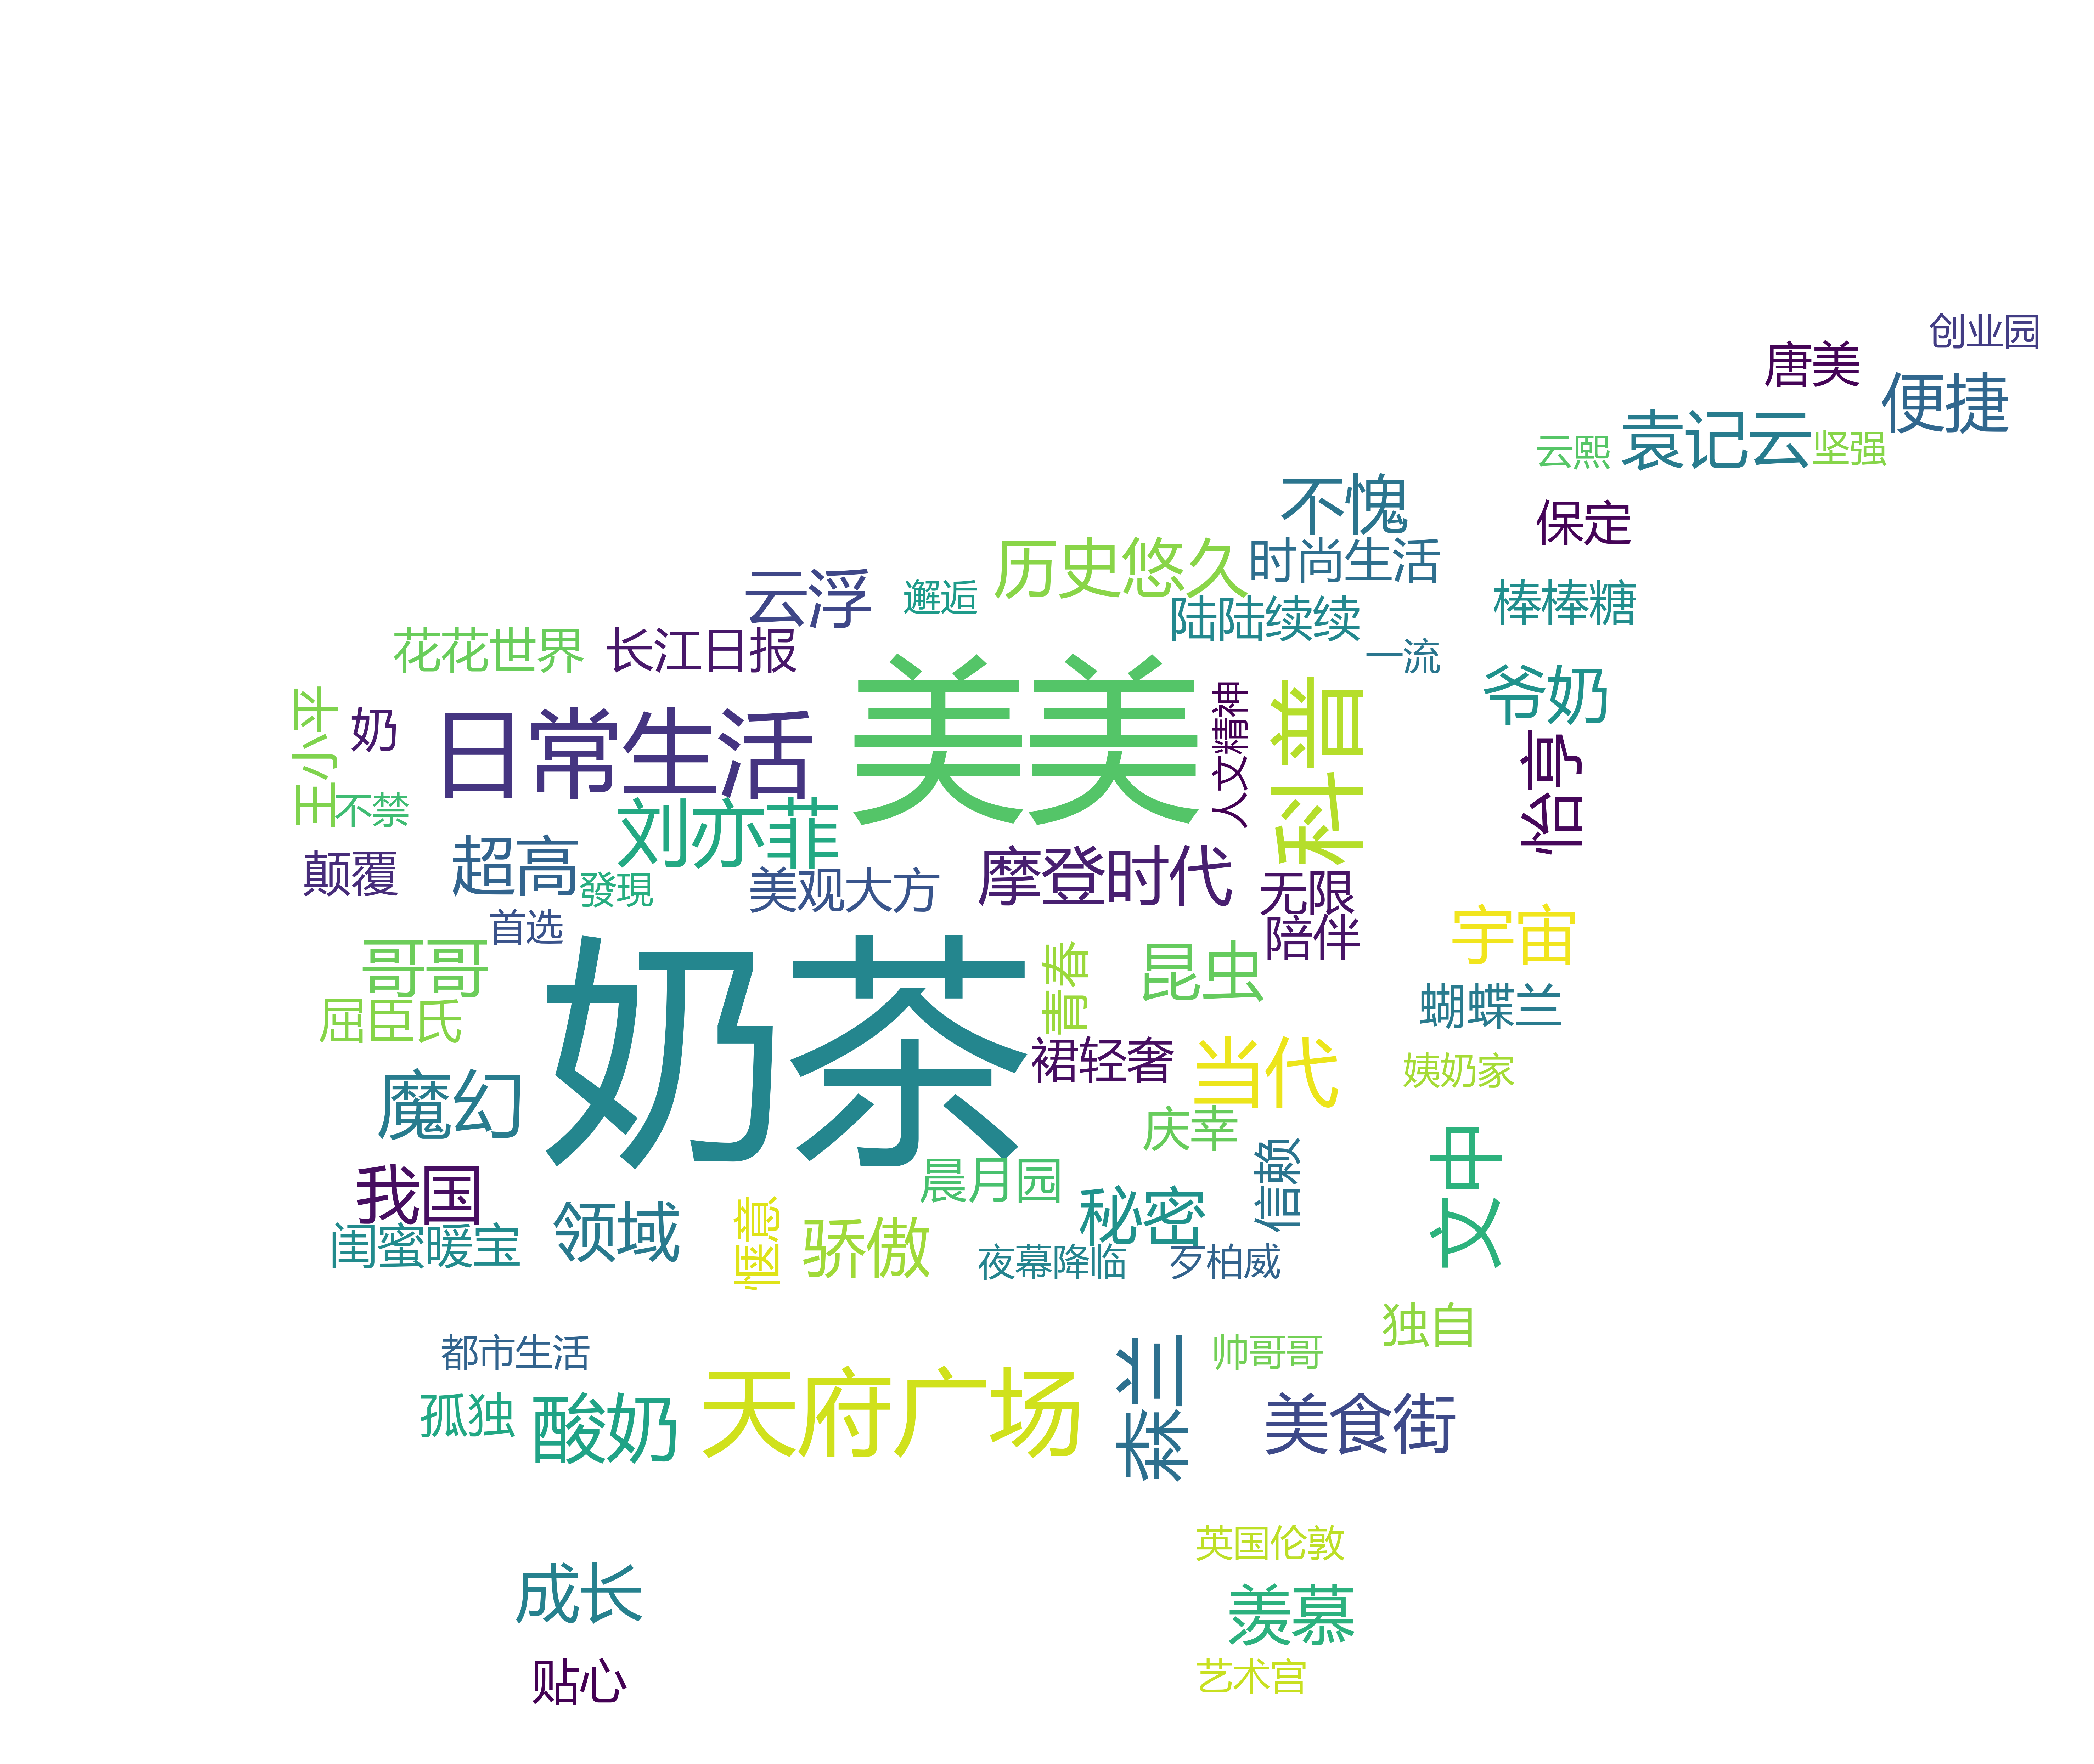 创业园
唐美
便捷
袁记云
云熙
坚强
不愧
保定
历史悠久
时尚生活
云浮
邂逅
棒棒糖
陆陆续续
花花世界
长江日报
一流
美美
科普
爷奶
王小平
奶
日常生活
人文精神
怡亭
不禁
刘亦菲
超高
颠覆
發現
美观大方
摩登时代
无限
首选
陪伴
宇宙
哥哥
奶茶
青春
昆虫
屈臣氏
蝴蝶兰
裙轻奢
当代
姨奶家
魔幻
庆幸
文中
我国
晨月园
信赖
秘密
闺蜜暖宝
领域
惬意
骄傲
夜幕降临
歹柏威
独自
都市生活
帅哥哥
孤独
酸奶
天府广场
森兰
美食街
英国伦敦
成长
羡慕
贴心
艺术宫